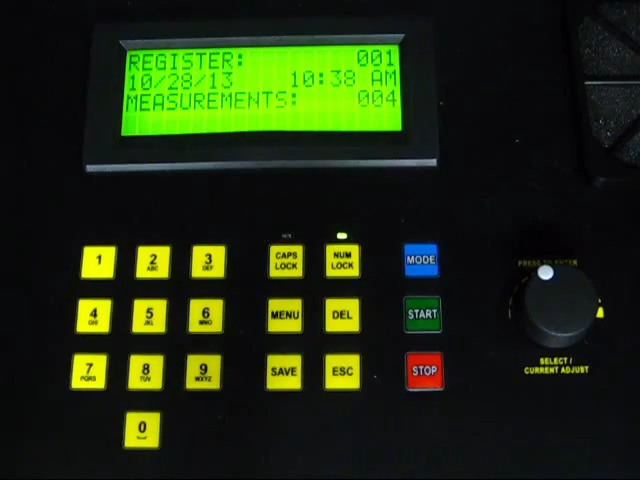 REGISTER: 001
10/28/13 10:38 AM
MEASUREMENTS: 004
1
2 ABC
3 DEF
CAPS LOCK
NUM LOCK
MODE
PRESS TO ENTER
4 GHI
5 JKL
6 MNO
MENU
DEL
START
SELECT /
CURRENT ADJUST
7 PQRS
8 TUV
9 WXYZ
SAVE
ESC
STOP
0